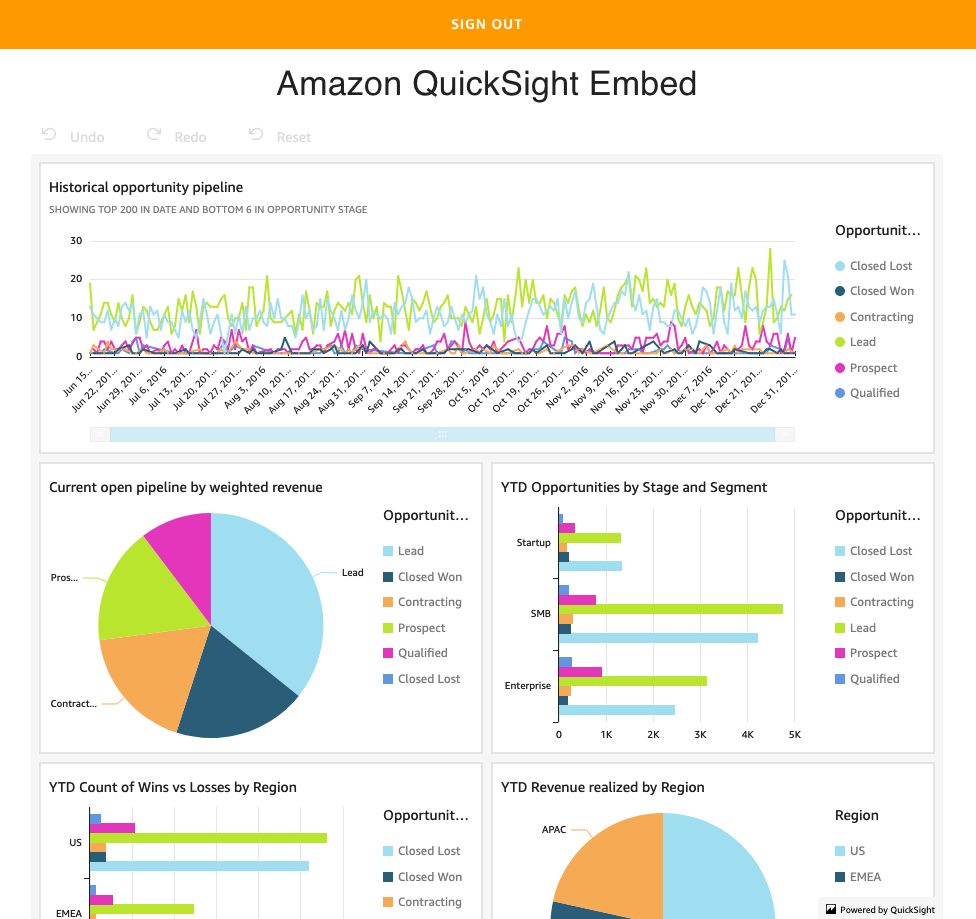 SIGN OUT
Amazon QuickSight Embed
Undo Redo Reset
Historical opportunity pipeline
SHOWING TOP 200 IN DATE AND BOTTOM 6 IN OPPORTUNITY STAGE
Opportunit...
30
20
10
0
Closed Lost
Closed Won
Contracting
Lead
Prospect
Qualified
Jun 15... Jun 22, 201... Jun 29, 201... Jul 6, 2016 Jul 13, 201... Jul 20, 201... Jul 27, 201... Aug 3, 2016 Aug 10, 201... Aug 17, 201... Aug 24, 201... Aug 31, 201... Sep 7, 2016 Sep 14, 201... Sep 21, 201... Sep 28, 201... Oct 5, 2016 Oct 12, 201... Oct 19, 201... Oct 26, 201... Nov 2, 2016 Nov 9, 2016 Nov 16, 201... Nov 23, 201... Nov 30, 201... Dec 7, 2016 Dec 14, 201... Dec 21, 201... Dec 31, 201...
Current open pipeline by weighted revenue
Opportunit...
Lead
Closed Won
Contracting
Prospect
Qualified
Closed Lost
Lead
Pros...
Contract...
YTD Opportunities by Stage and Segment
Opportunit...
Closed Lost
Closed Won
Contracting
Lead
Prospect
Qualified
Startup
SMB
Enterprise
0 1K 2K 3K 4K 5K
YTD Count of Wins vs Losses by Region
Opportunit...
Closed Lost
Closed Won
Contracting
US
EMEA
YTD Revenue realized by Region
Region
US
EMEA
APAC
Powered by QuickSight